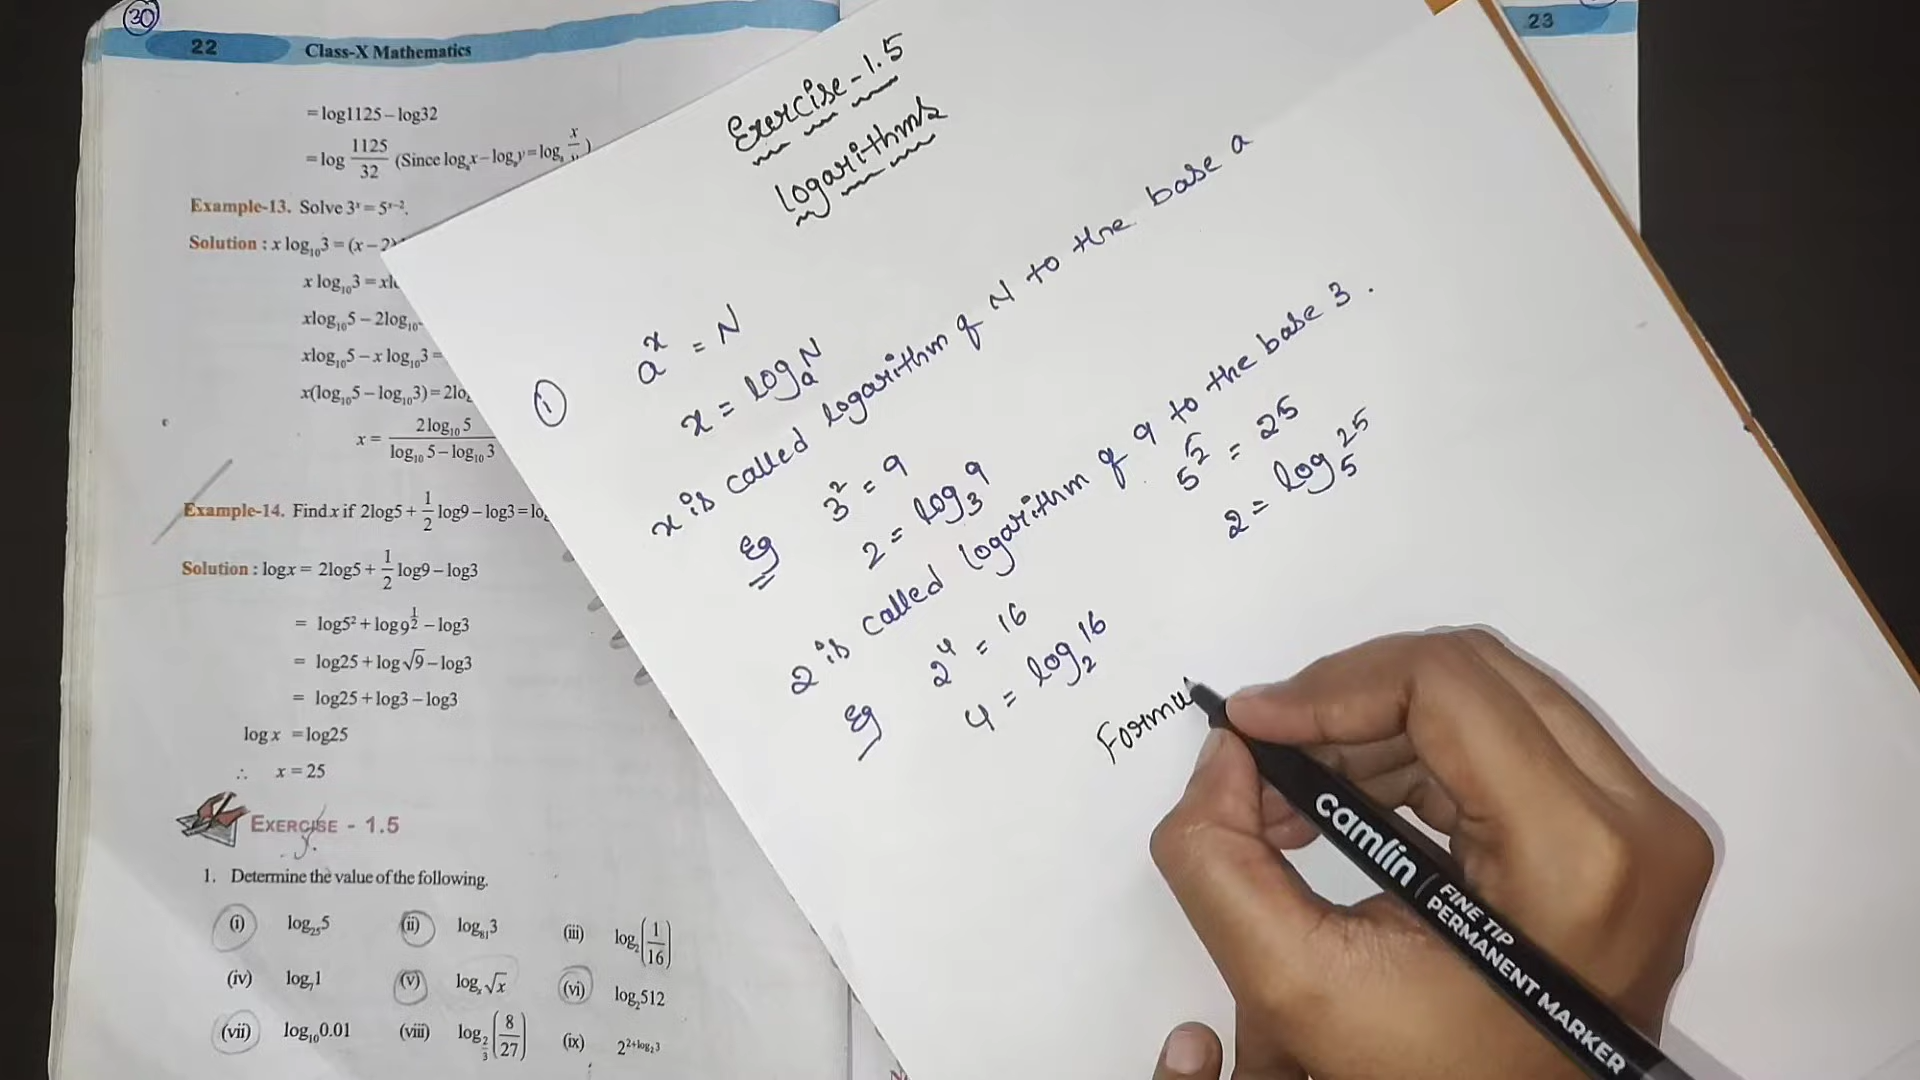 30
22 Class-X Mathematics
= log1125 – log32
= log 1125/32 (Since logₐx – logₐy = logₐ x/
Example-13. Solve 3ˣ = 5ˣ⁻².
Solution : x log₁₀3 = (x – 2)
x log₁₀3 = x
xlog₁₀5 – 2log₁₀
xlog₁₀5 – x log₁₀3 =
x(log₁₀5 – log₁₀3) = 2
x = 2log₁₀5 / log₁₀5 – log₁₀3
Example-14. Find x if 2log5 + 1/2 log9 – log3 =
Solution : logx = 2log5 + 1/2 log9 – log3
= log5² + log9^(1/2) – log3
= log25 + log√9 – log3
= log25 + log3 – log3
logx = log25
∴ x = 25
EXERCISE - 1.5
1. Determine the value of the following.
(i) log₂₅5 (ii) log₈₁3 (iii) log₂(1/16)
(iv) log₇1 (v) logₓ√x (vi) log₂512
(vii) log₁₀0.01 (viii) log_(2/3)(8/27) (ix) 2^(2+log₂3)
23
Exercise - 1.5
Logarithms
① aˣ = N
x = logₐN
x is called logarithm of N to the base a
Eg 3² = 9
2 = log₃9
2 is called logarithm of 9 to the base 3.
5² = 25
2 = log₅25
Eg 2⁴ = 16
4 = log₂16
Formu
camlin FINE TIP
PERMANENT MARKER